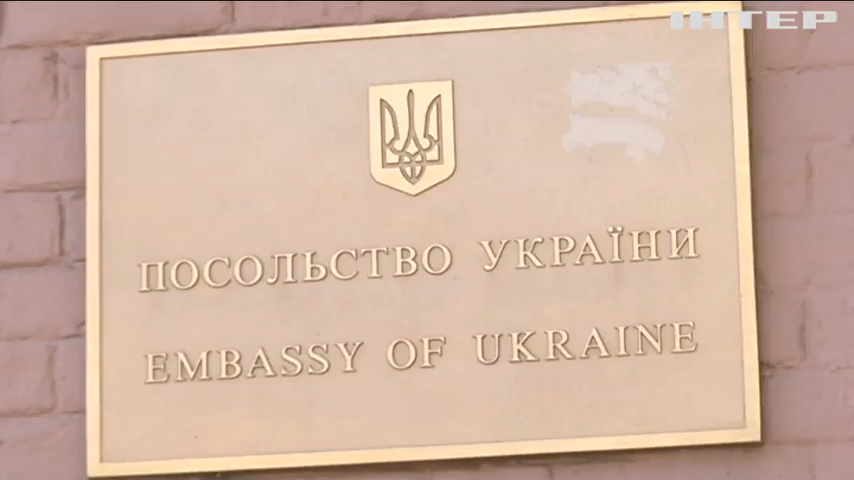 ІНТЕР
ПОСОЛЬСТВО УКРАЇНИ
EMBASSY OF UKRAINE